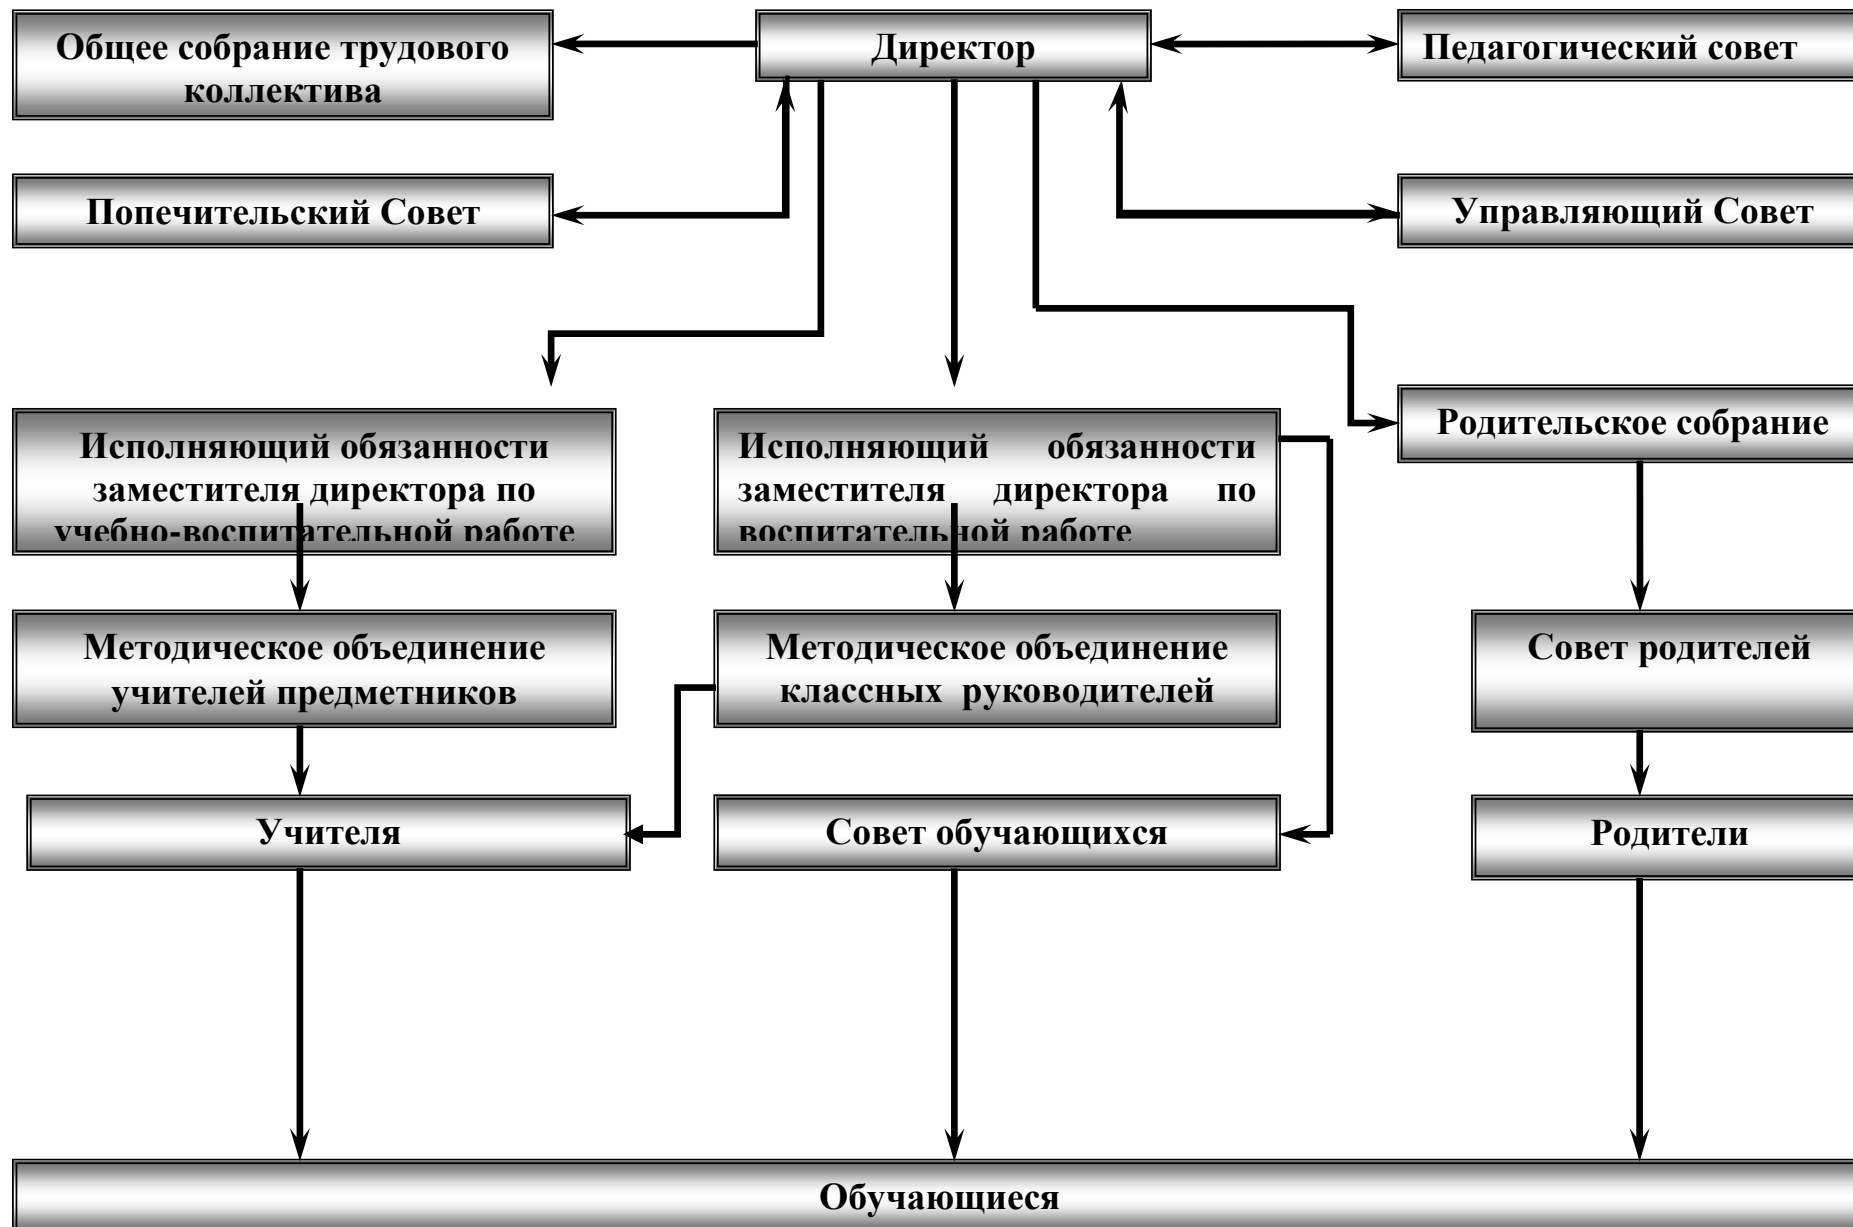 Общее собрание трудового
коллектива
Директор
Педагогический совет
Попечительский Совет
Управляющий Совет
Исполняющий обязанности
заместителя директора по
учебно-воспитательной работе
Исполняющий обязанности
заместителя директора по
воспитательной работе
Родительское собрание
Методическое объединение
учителей предметников
Методическое объединение
классных руководителей
Совет родителей
Учителя
Совет обучающихся
Родители
Обучающиеся